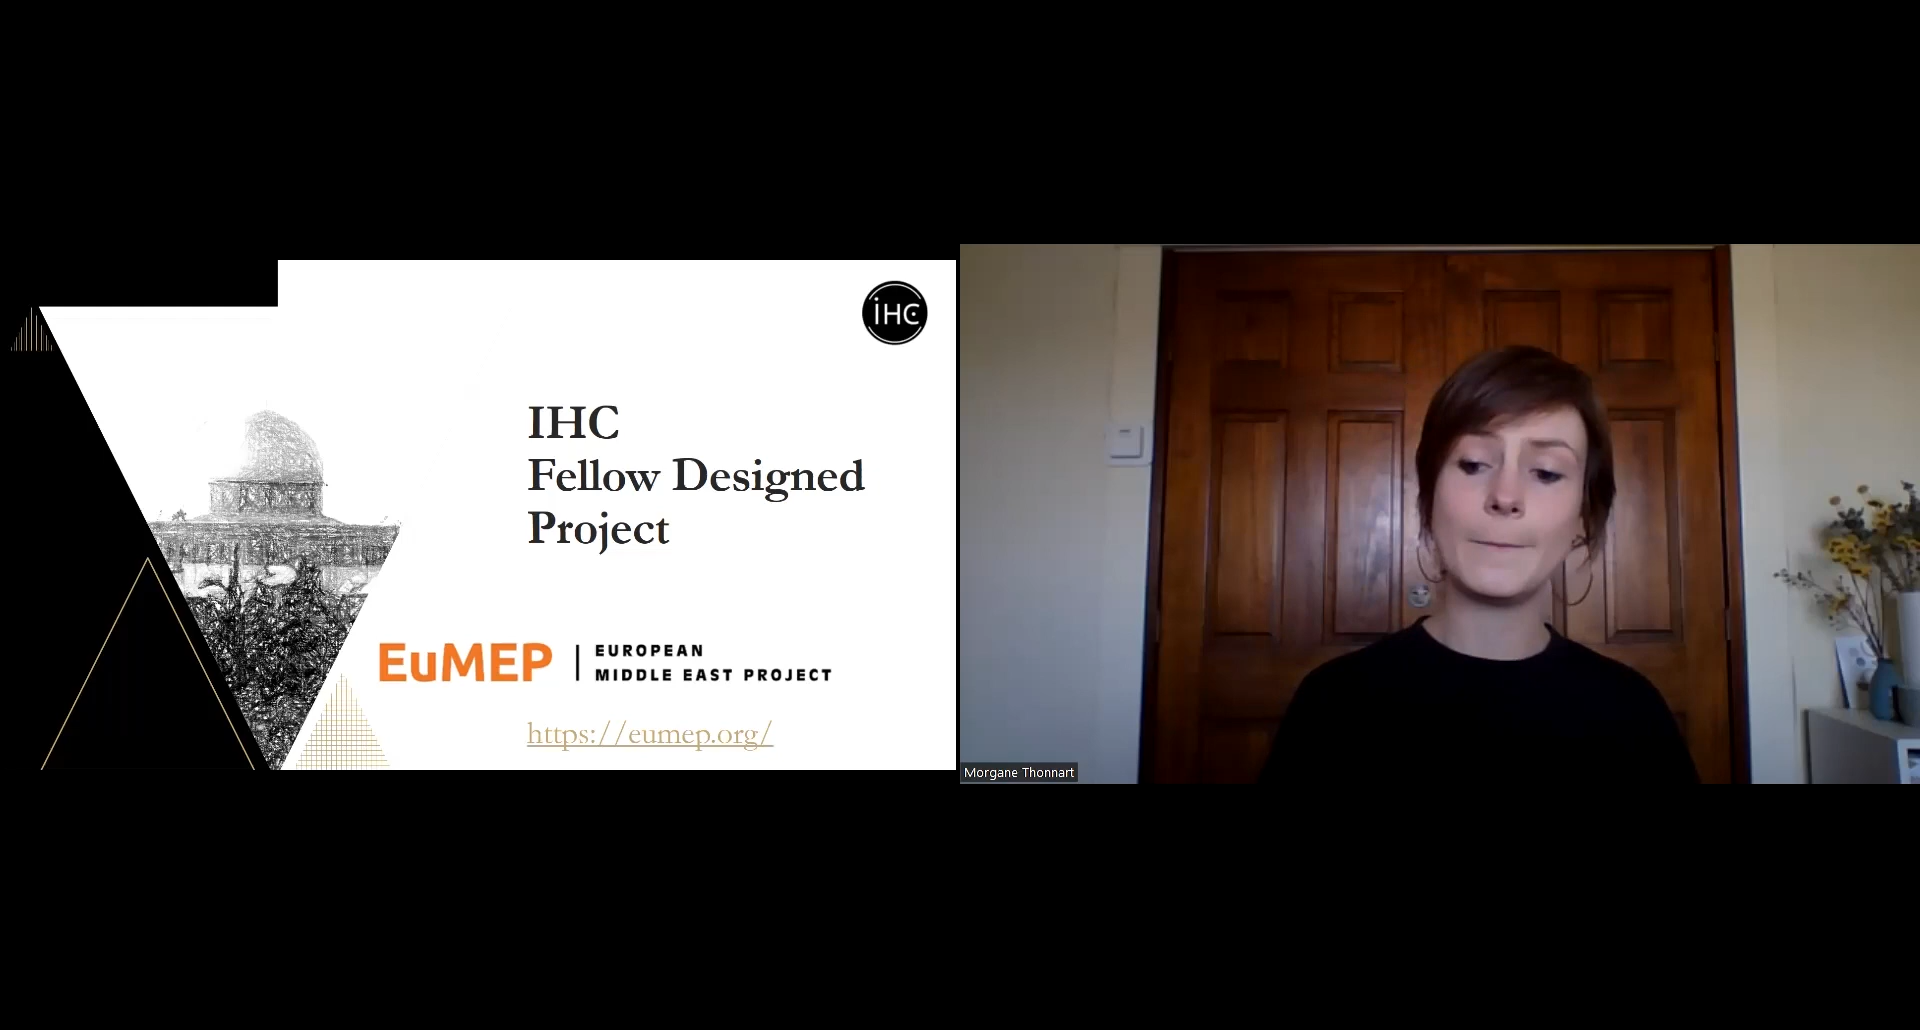 iHC
IHC
Fellow Designed
Project
EuMEP | EUROPEAN
MIDDLE EAST PROJECT
https://eumep.org/
Morgane Thonnart